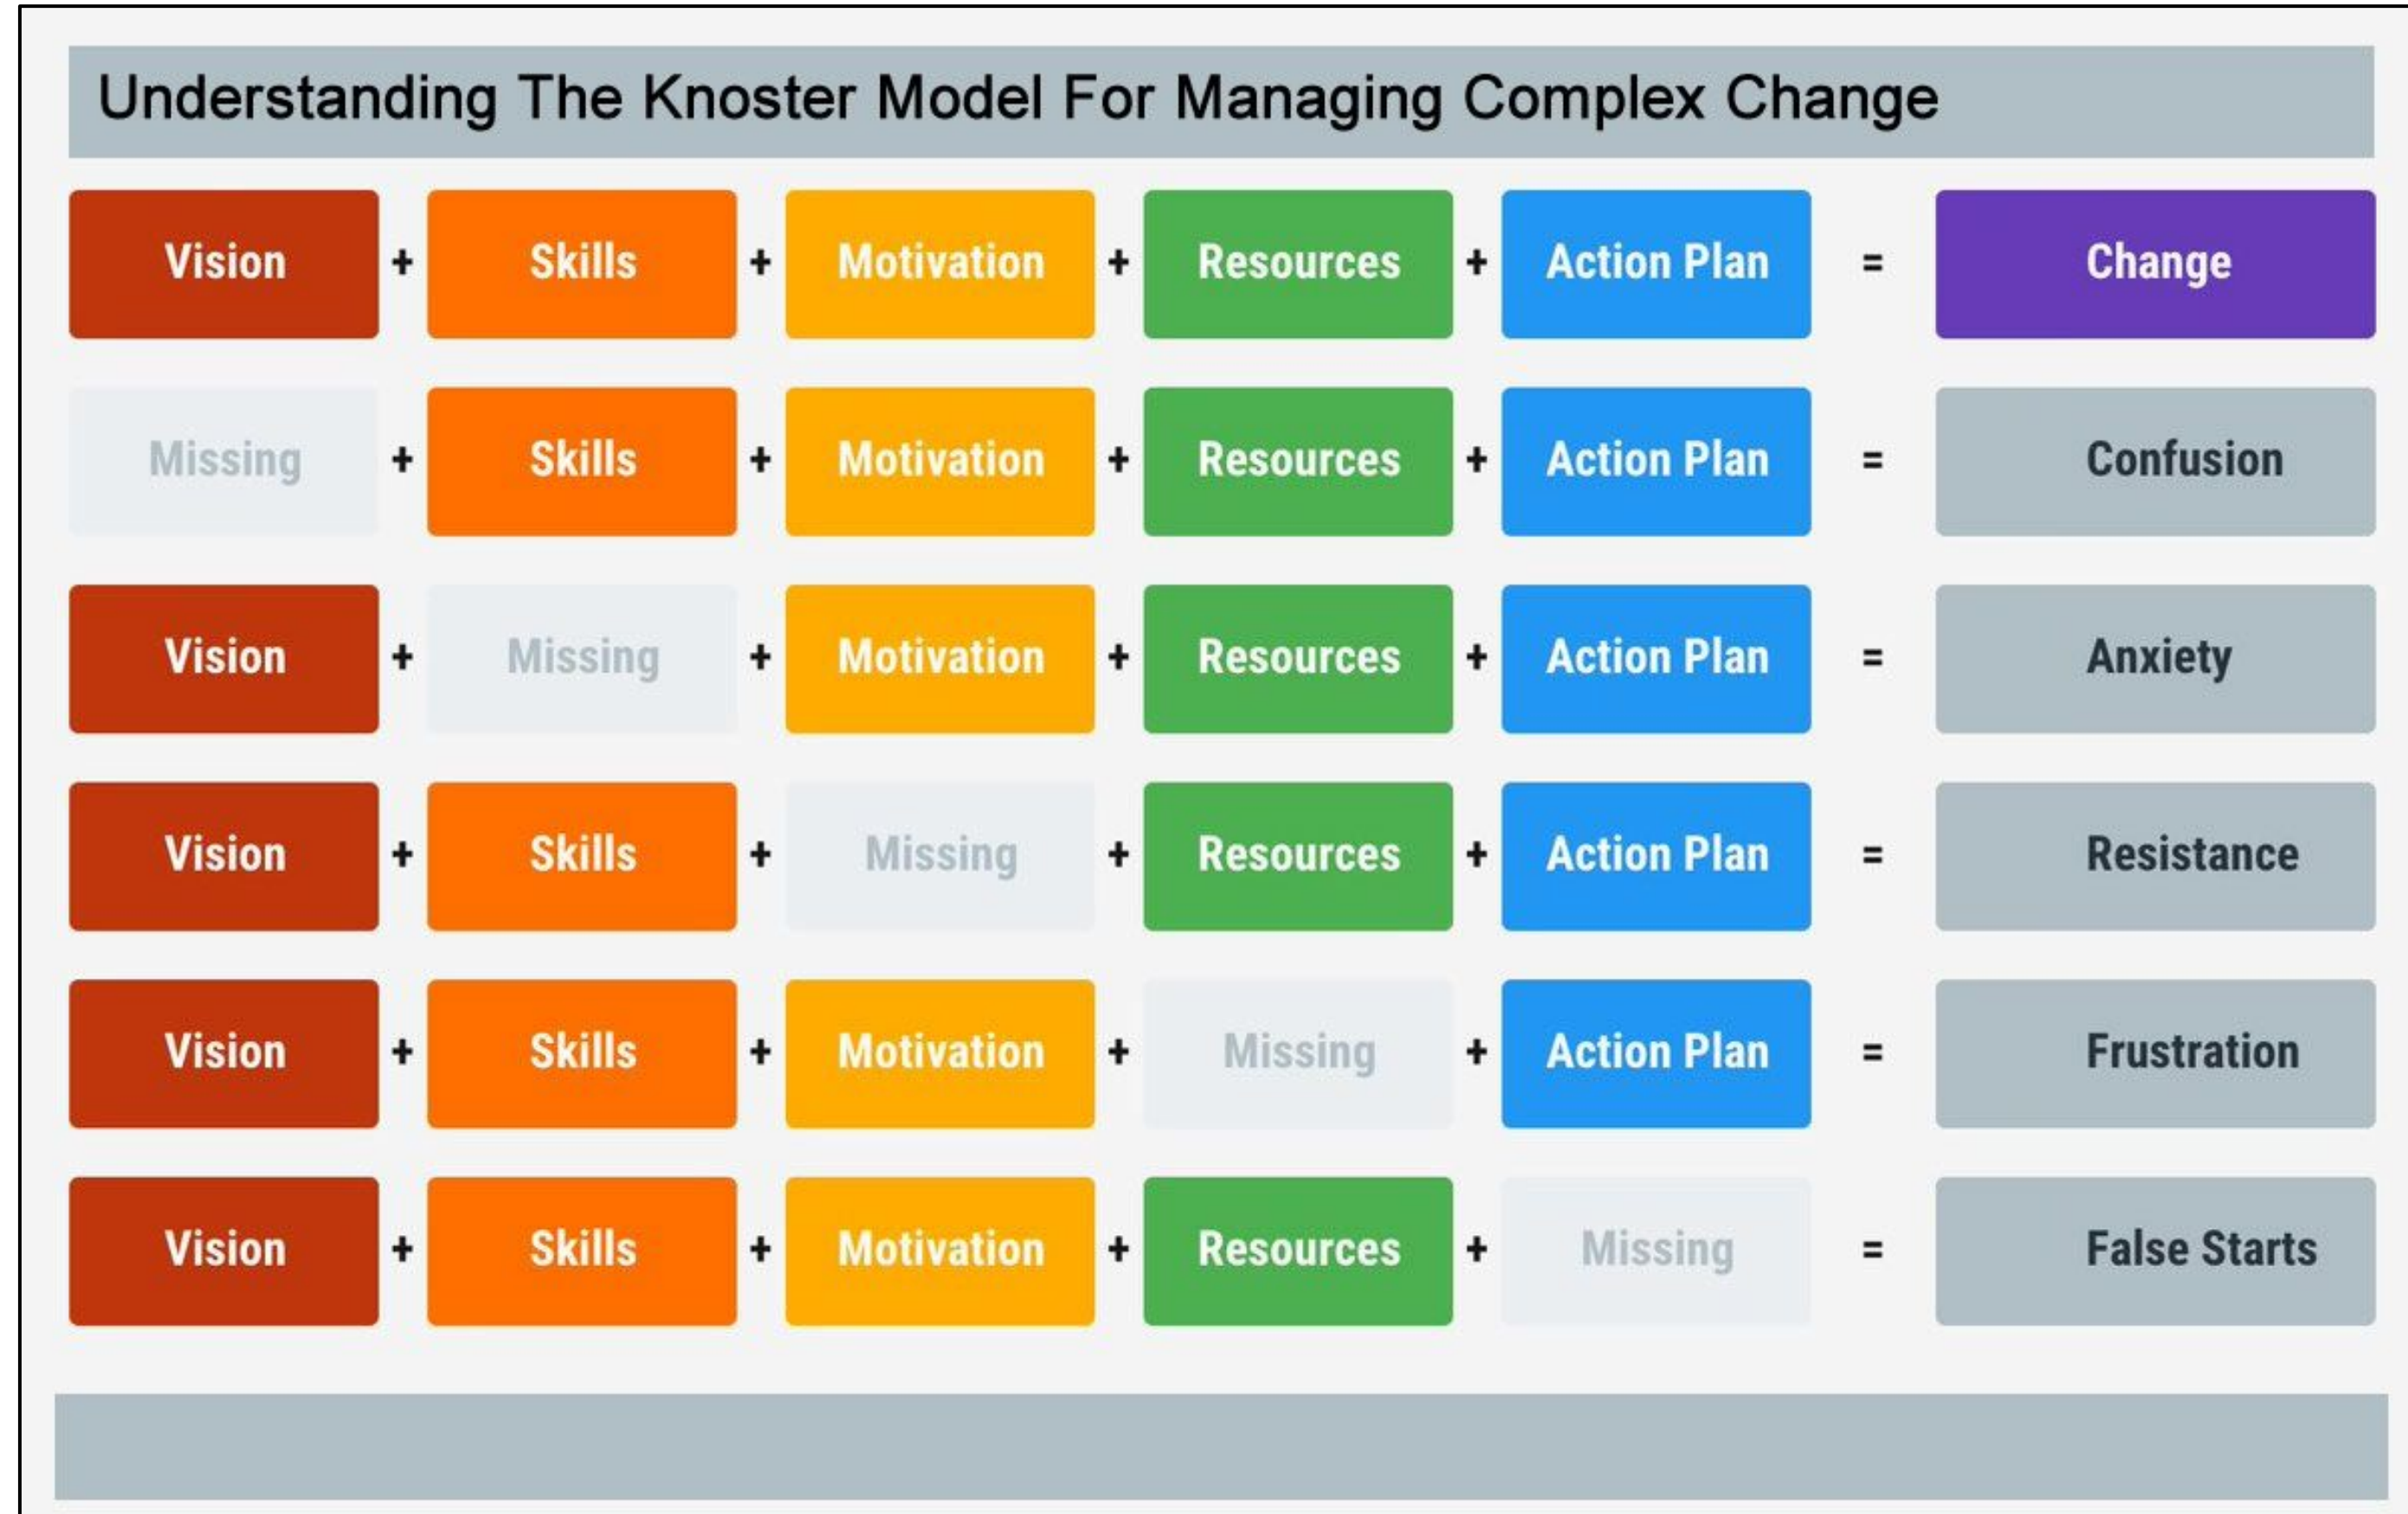 Understanding The Knoster Model For Managing Complex Change
Vision + Skills + Motivation + Resources + Action Plan = Change
Missing + Skills + Motivation + Resources + Action Plan = Confusion
Vision + Missing + Motivation + Resources + Action Plan = Anxiety
Vision + Skills + Missing + Resources + Action Plan = Resistance
Vision + Skills + Motivation + Missing + Action Plan = Frustration
Vision + Skills + Motivation + Resources + Missing = False Starts